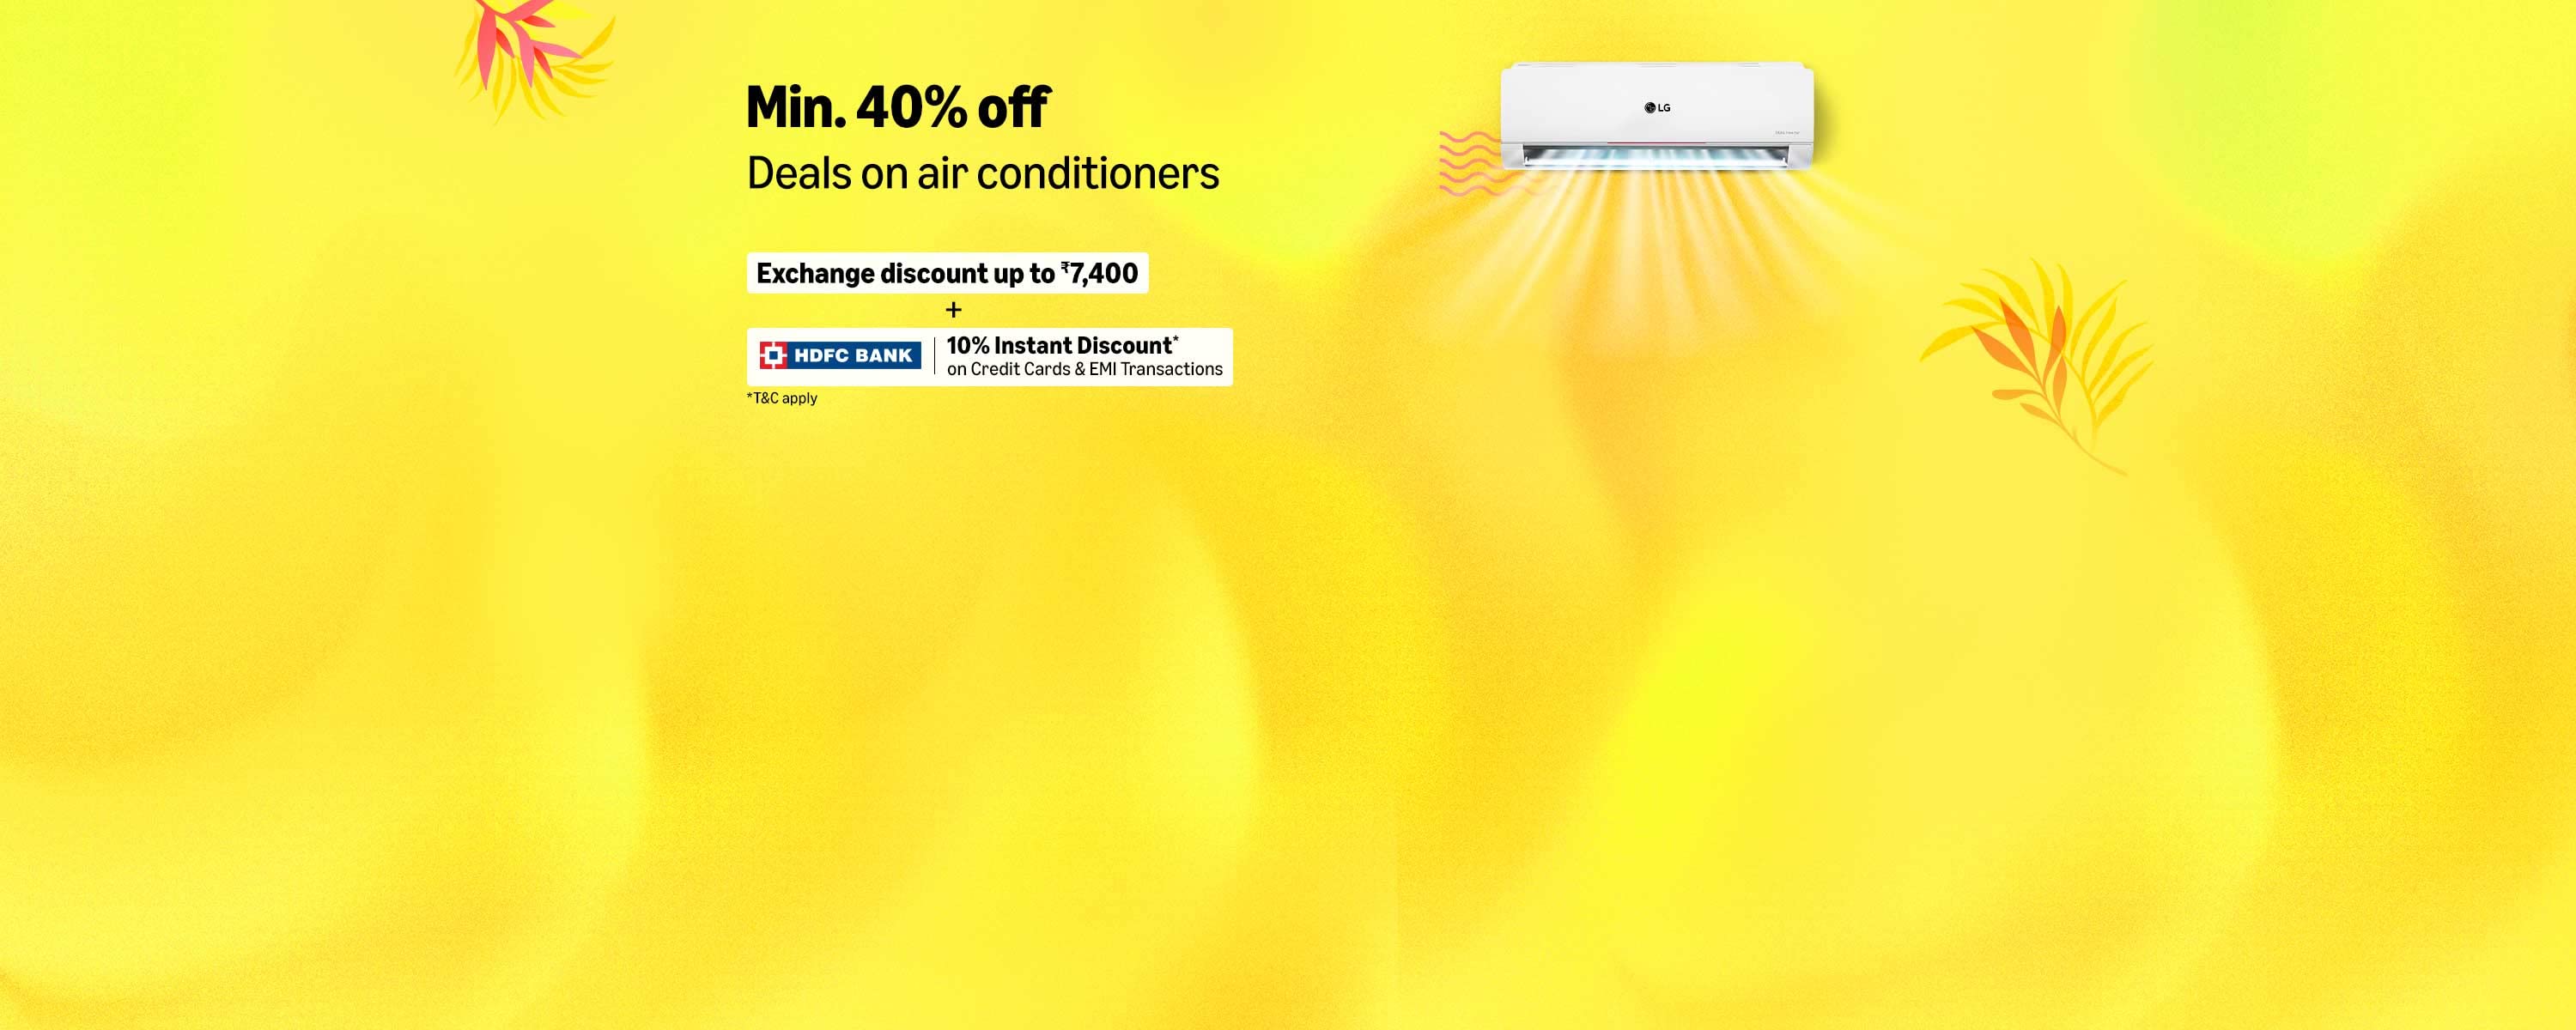 Min. 40% off
Deals on air conditioners
LG
Exchange discount up to ₹7,400
+
HDFC BANK
10% Instant Discount*
on Credit Cards & EMI Transactions
*T&C apply